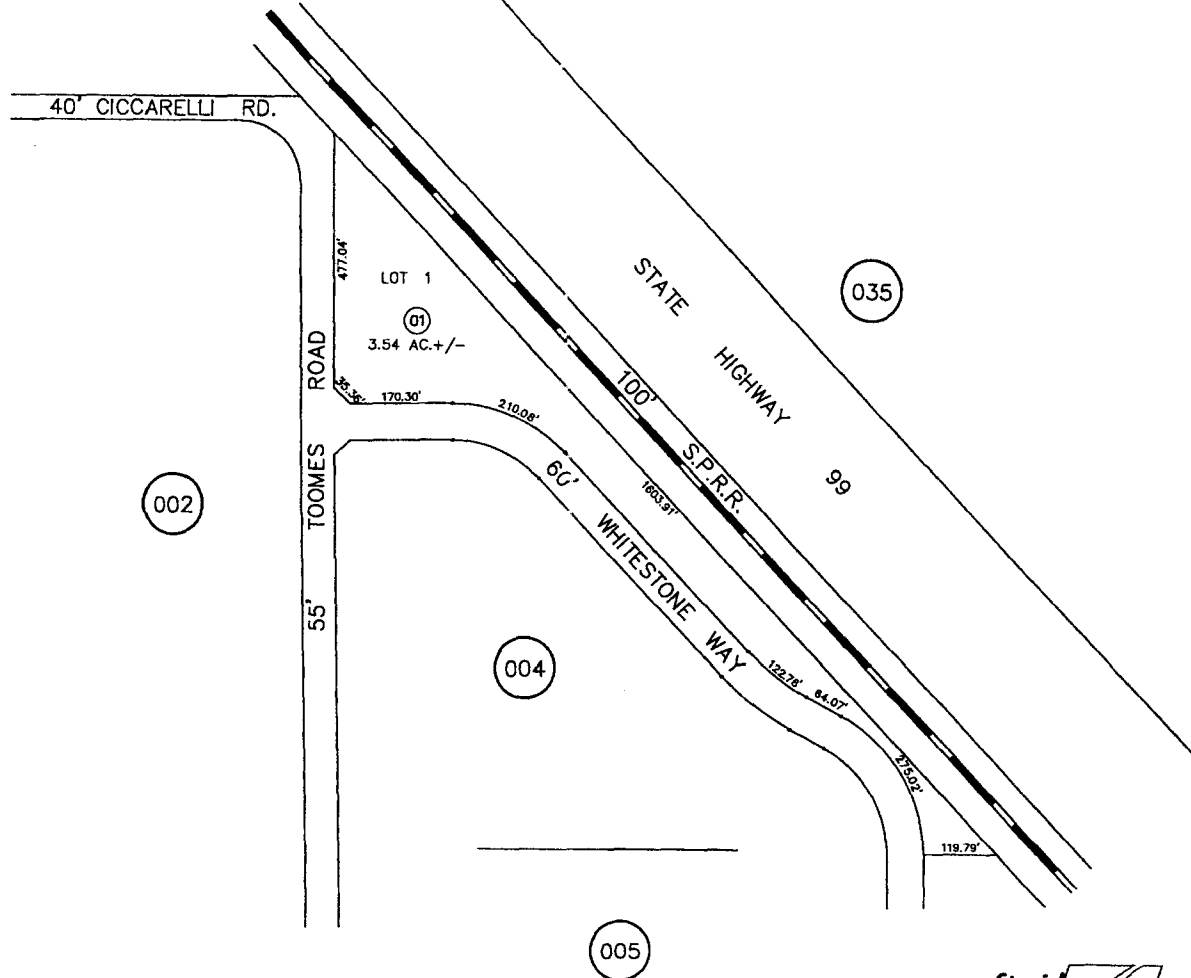 40' CICCARELLI RD.
477.04'
LOT 1
01
3.54 AC.+/-
35.36'
170.30'
210.08'
55' TOOMES ROAD
002
STATE HIGHWAY 99
035
100' S.P.R.R.
1603.91'
60' WHITESTONE WAY
004
122.78'
64.07'
275.02'
119.79'
005